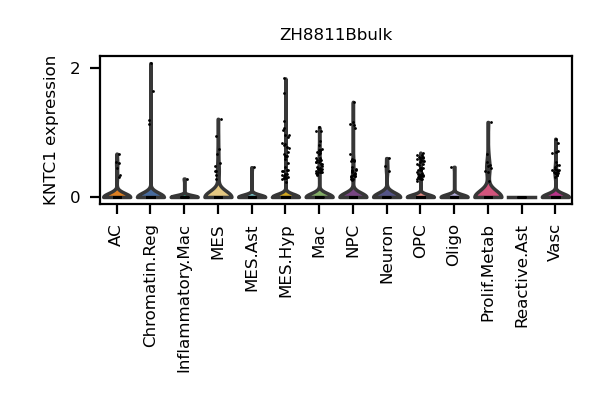 ZH8811Bbulk
KNTC1 expression
2
0
AC
Chromatin.Reg
Inflammatory.Mac
MES
MES.Ast
MES.Hyp
Mac
NPC
Neuron
OPC
Oligo
Prolif.Metab
Reactive.Ast
Vasc